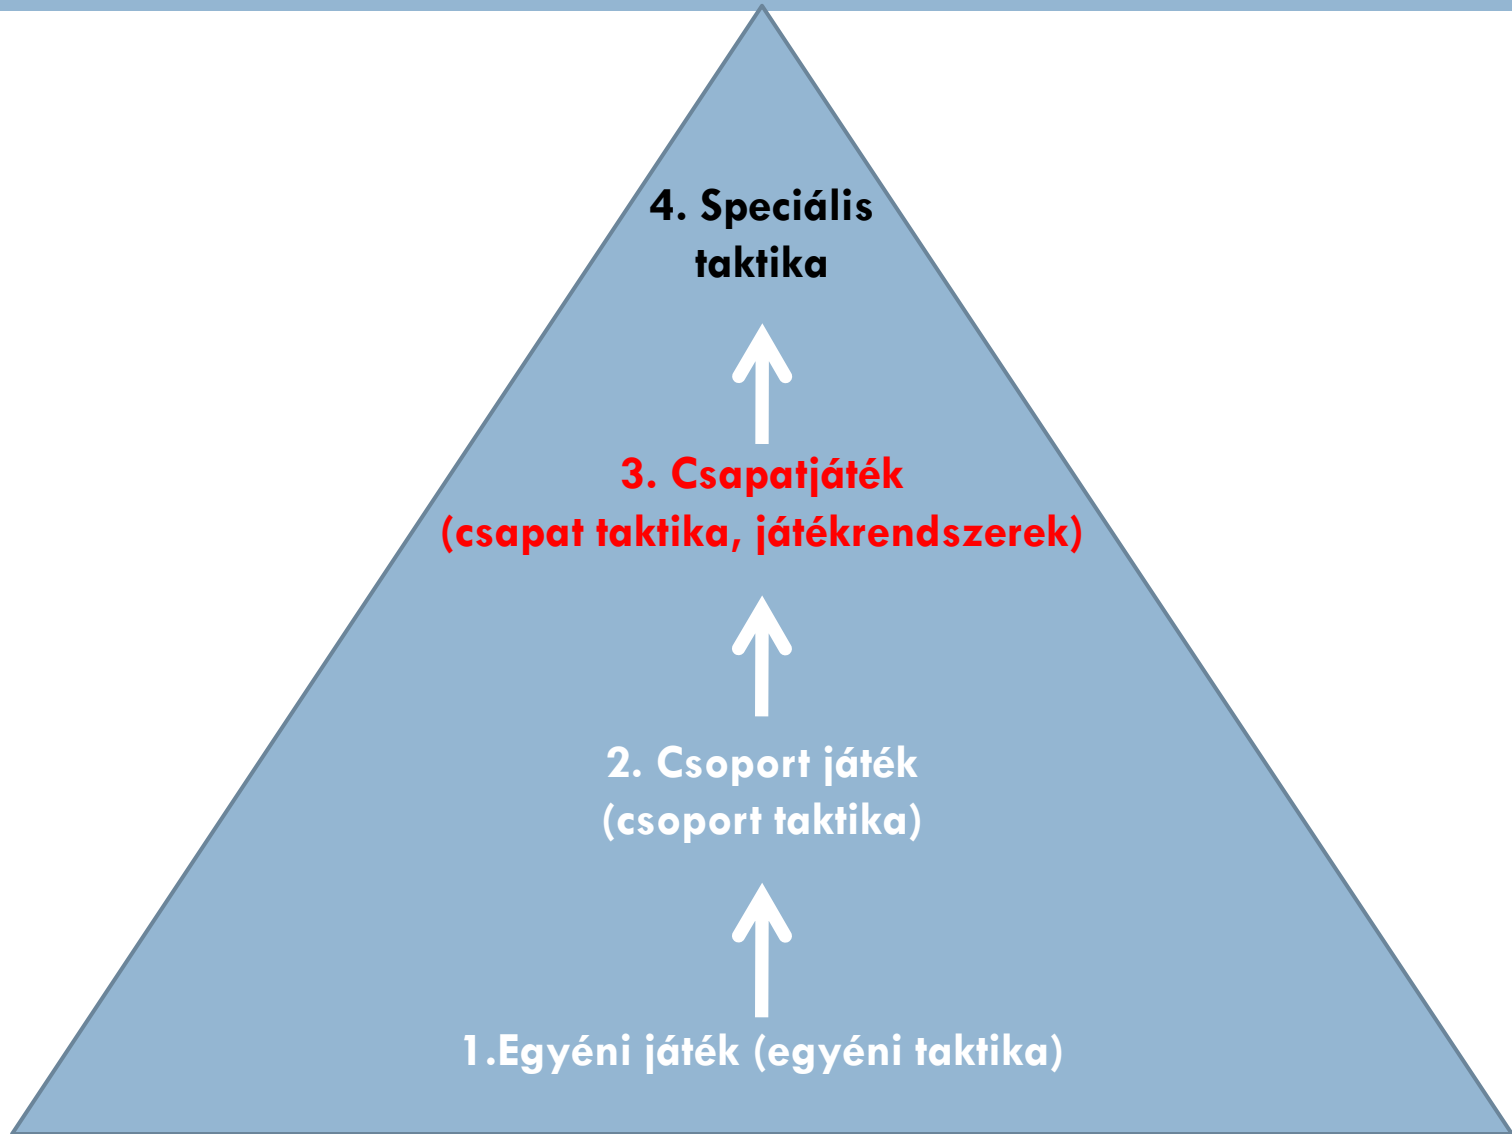 4. Speciális
taktika
3. Csapatjáték
(csapat taktika, játékrendszerek)
2. Csoport játék
(csoport taktika)
1.Egyéni játék (egyéni taktika)